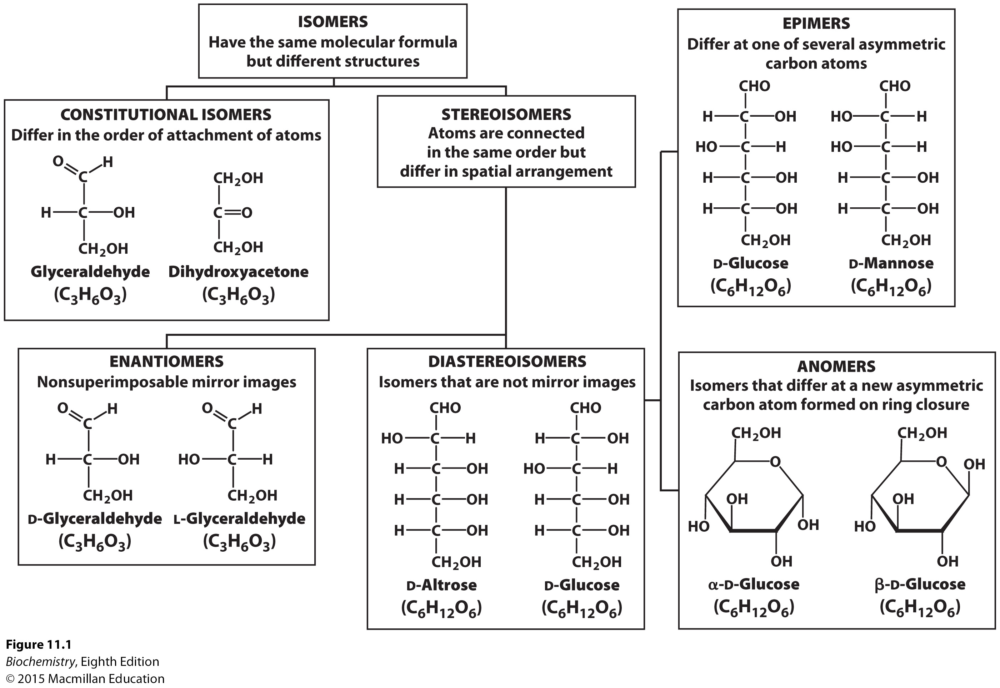 ISOMERS
Have the same molecular formula
but different structures
CONSTITUTIONAL ISOMERS
Differ in the order of attachment of atoms
O H
C
H C OH
CH₂OH
Glyceraldehyde
(C₃H₆O₃)
CH₂OH
C O
CH₂OH
Dihydroxyacetone
(C₃H₆O₃)
STEREOISOMERS
Atoms are connected
in the same order but
differ in spatial arrangement
ENANTIOMERS
Nonsuperimposable mirror images
O H
C
H C OH
CH₂OH
D-Glyceraldehyde
(C₃H₆O₃)
O H
C
HO C H
CH₂OH
L-Glyceraldehyde
(C₃H₆O₃)
DIASTEREOISOMERS
Isomers that are not mirror images
CHO
HO C H
H C OH
H C OH
H C OH
CH₂OH
D-Altrose
(C₆H₁₂O₆)
CHO
H C OH
HO C H
H C OH
H C OH
CH₂OH
D-Glucose
(C₆H₁₂O₆)
EPIMERS
Differ at one of several asymmetric
carbon atoms
CHO
H C OH
HO C H
H C OH
H C OH
CH₂OH
D-Glucose
(C₆H₁₂O₆)
CHO
HO C H
HO C H
H C OH
H C OH
CH₂OH
D-Mannose
(C₆H₁₂O₆)
ANOMERS
Isomers that differ at a new asymmetric
carbon atom formed on ring closure
CH₂OH
O
OH
HO OH
OH
α-D-Glucose
(C₆H₁₂O₆)
CH₂OH
O OH
OH
HO
OH
β-D-Glucose
(C₆H₁₂O₆)
Figure 11.1
Biochemistry, Eighth Edition
© 2015 Macmillan Education